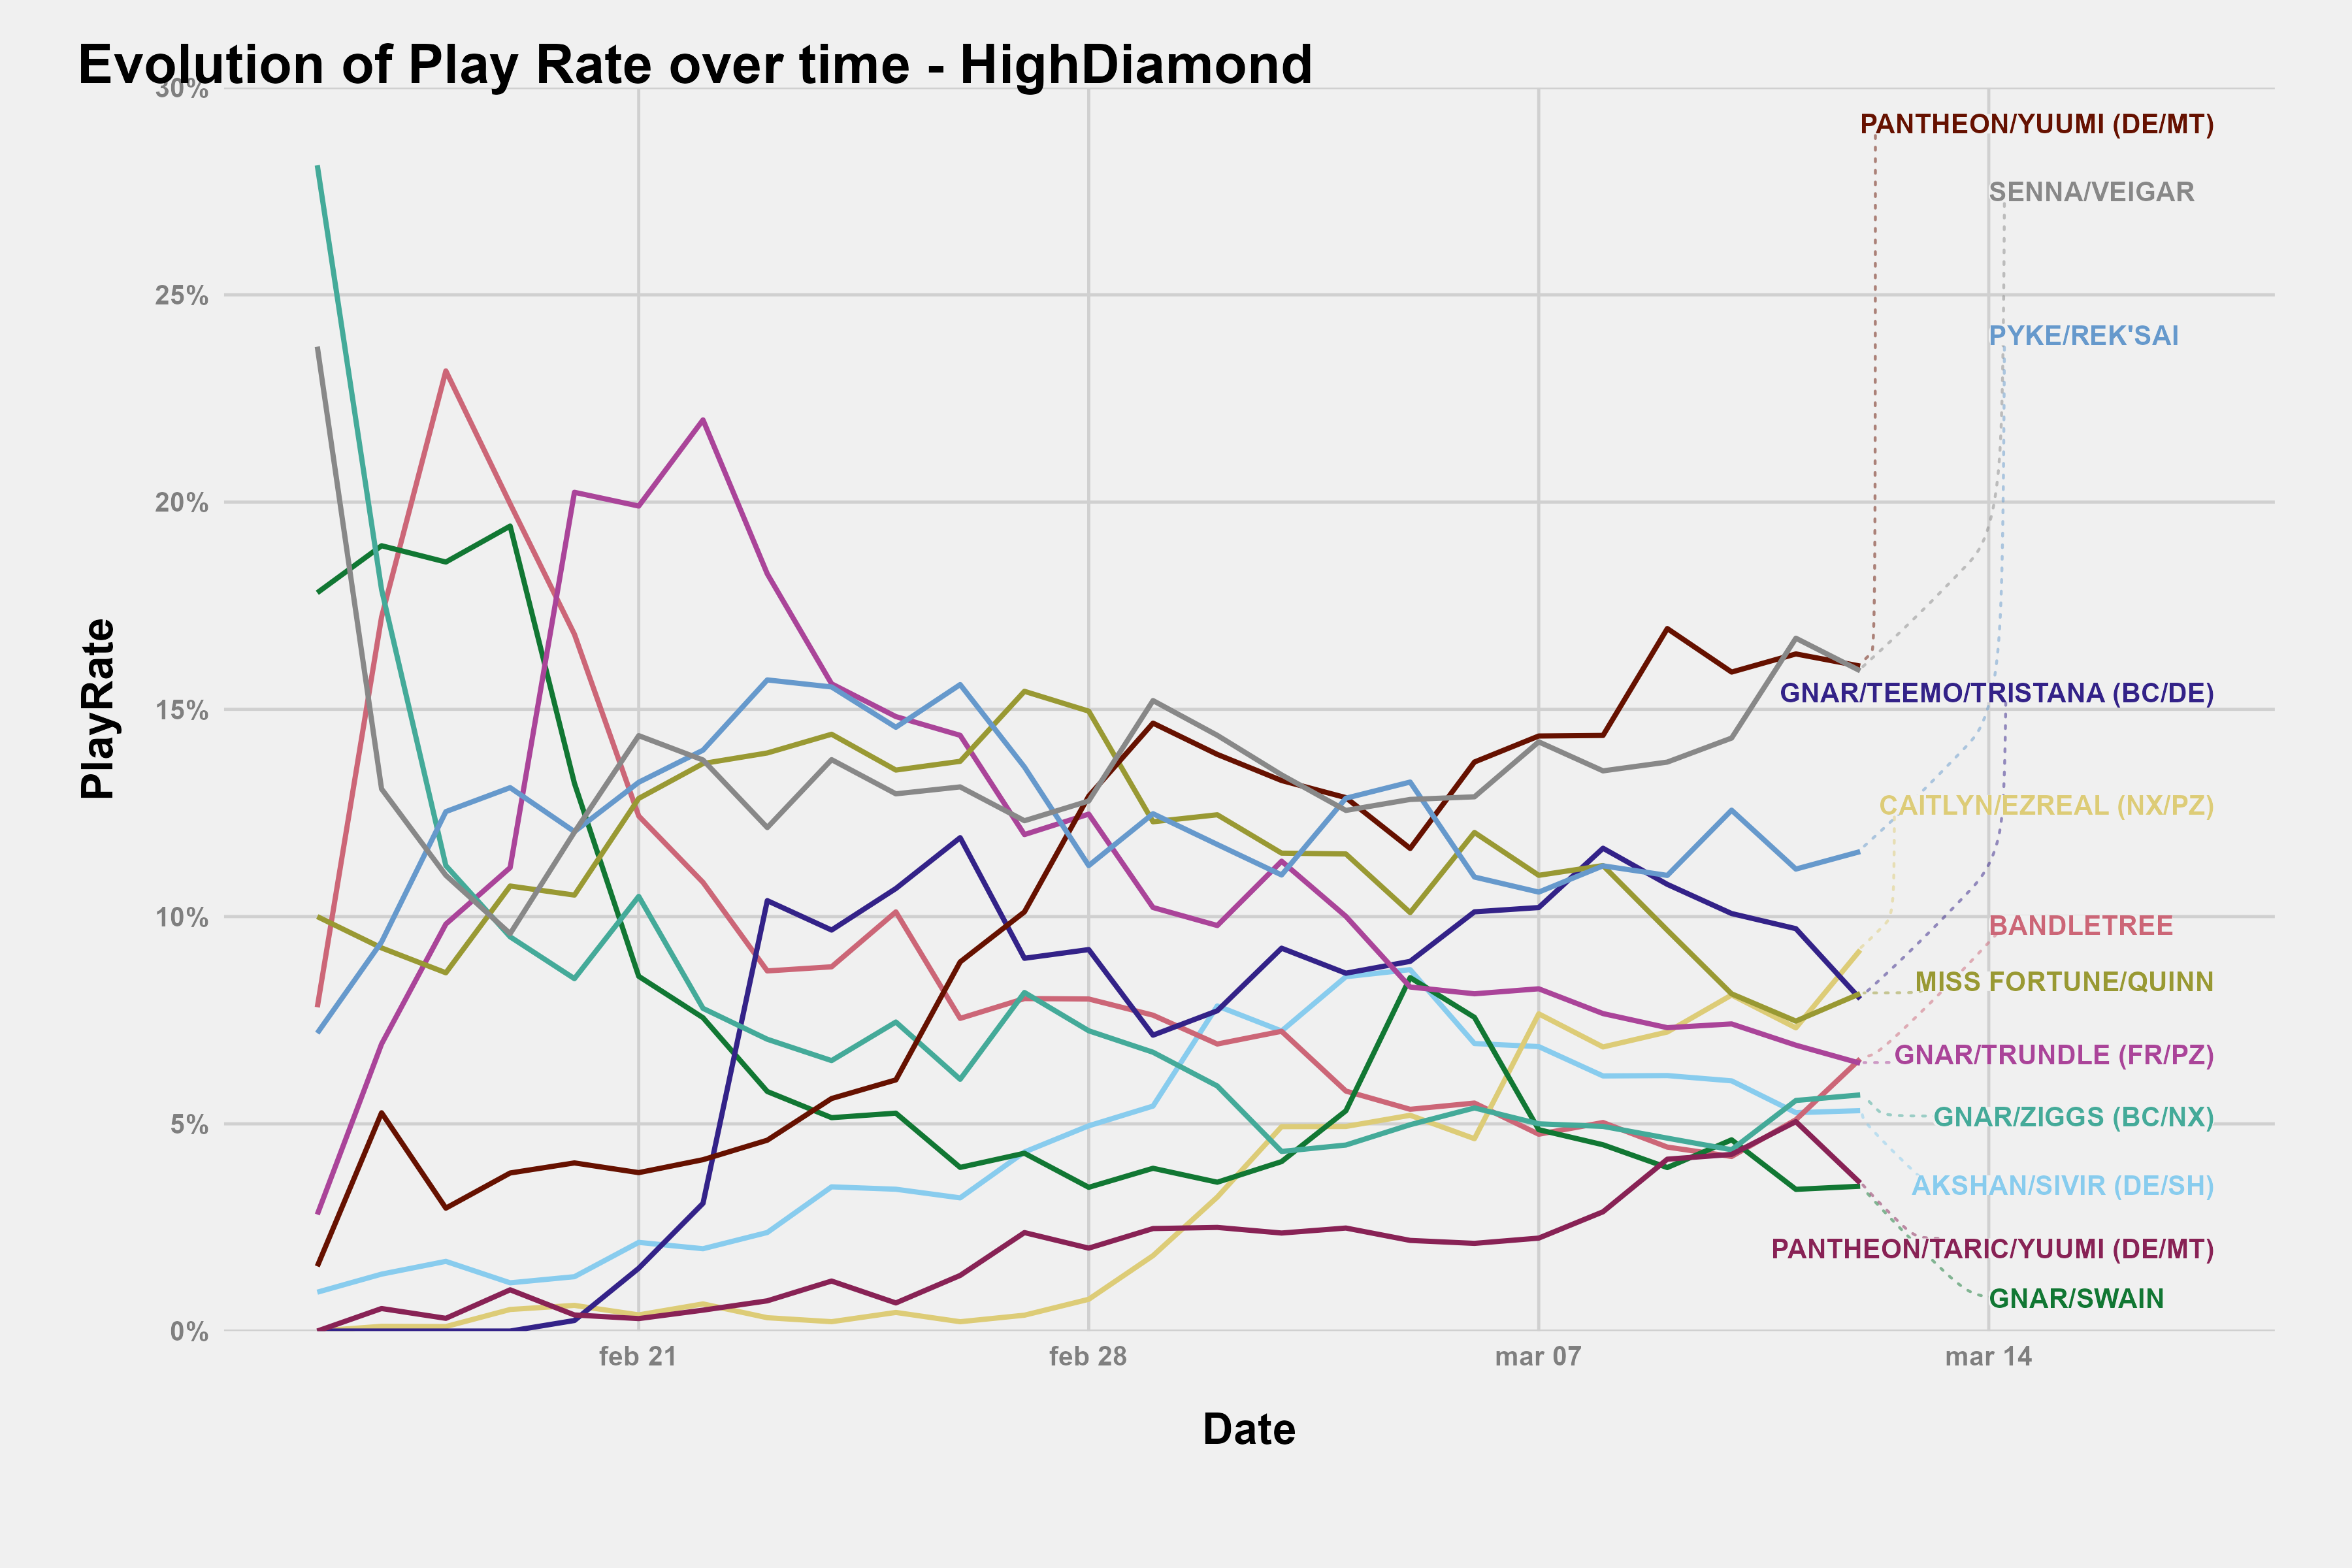 Evolution of Play Rate over time - HighDiamond
30%
25%
20%
15%
10%
5%
0%
PlayRate
PANTHEON/YUUMI (DE/MT)
SENNA/VEIGAR
PYKE/REK'SAI
GNAR/TEEMO/TRISTANA (BC/DE)
CAITLYN/EZREAL (NX/PZ)
BANDLETREE
MISS FORTUNE/QUINN
GNAR/TRUNDLE (FR/PZ)
GNAR/ZIGGS (BC/NX)
AKSHAN/SIVIR (DE/SH)
PANTHEON/TARIC/YUUMI (DE/MT)
GNAR/SWAIN
feb 21
feb 28
mar 07
mar 14
Date